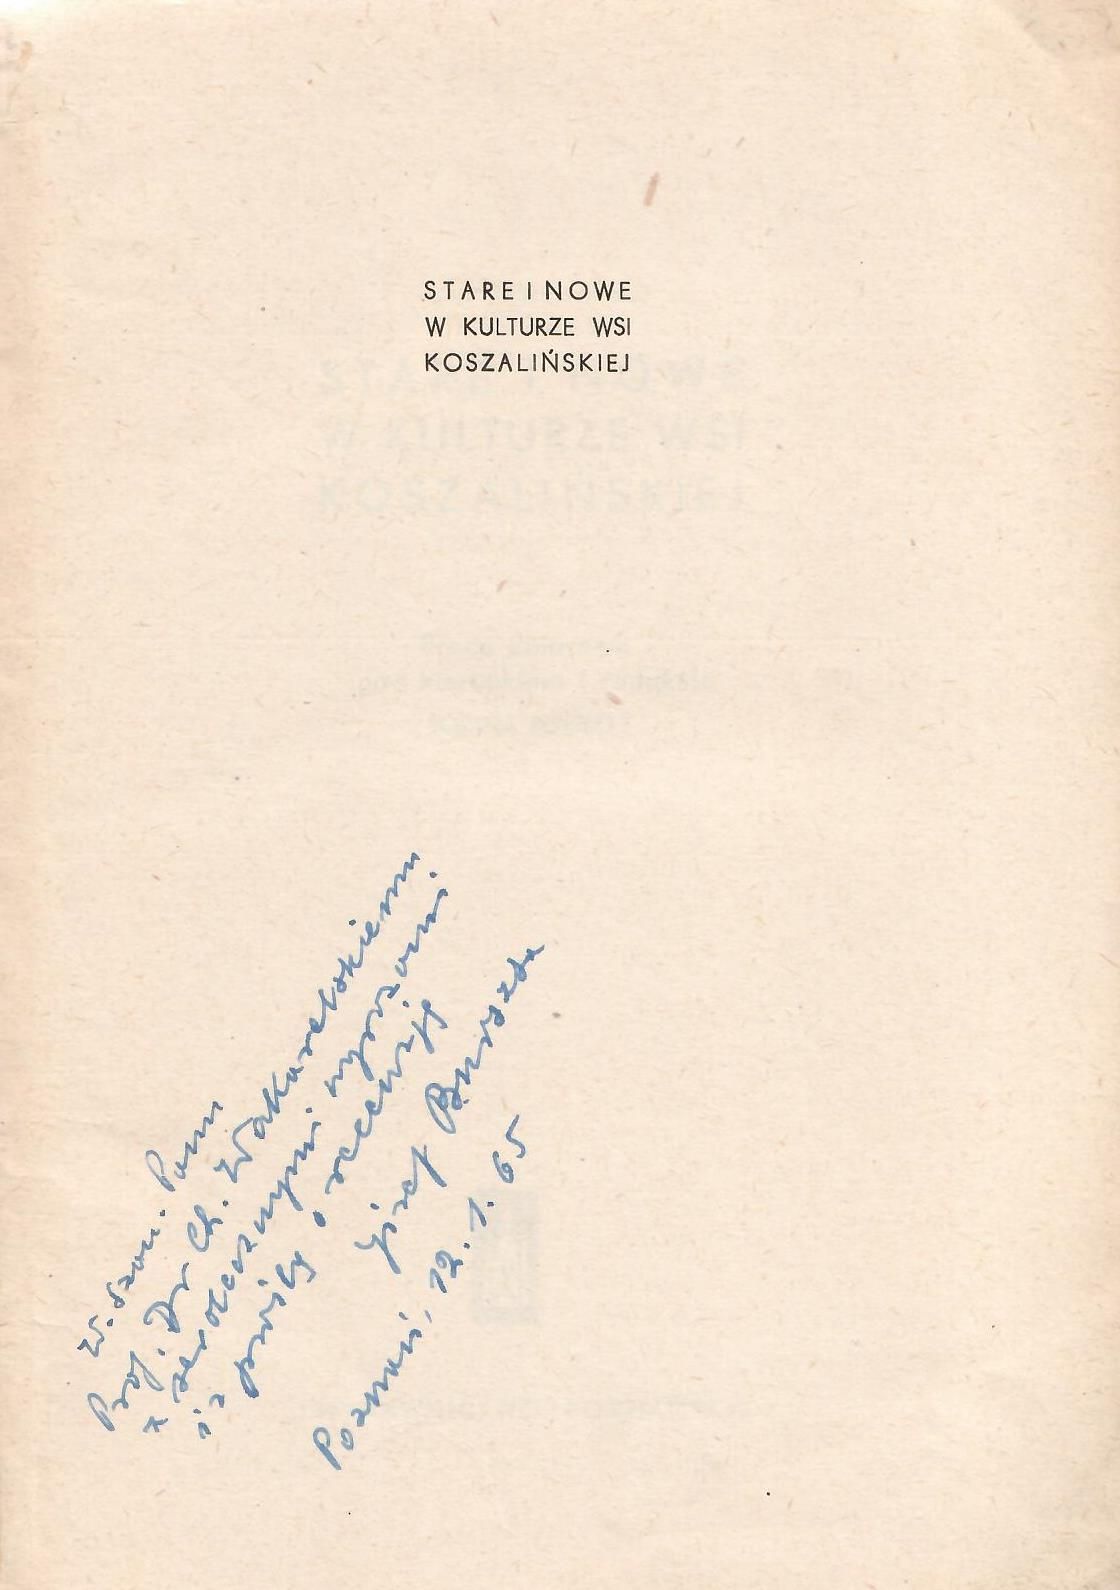 STARE I NOWE
W KULTURZE WSI
KOSZALIŃSKIEJ
W. Szan. Panu
Prof. Dr Ch. Wakarelskiemu
z serdecznymi wyrazami
i z prośbą o recenzję
Józef Burszta
Poznań, 12.1.65